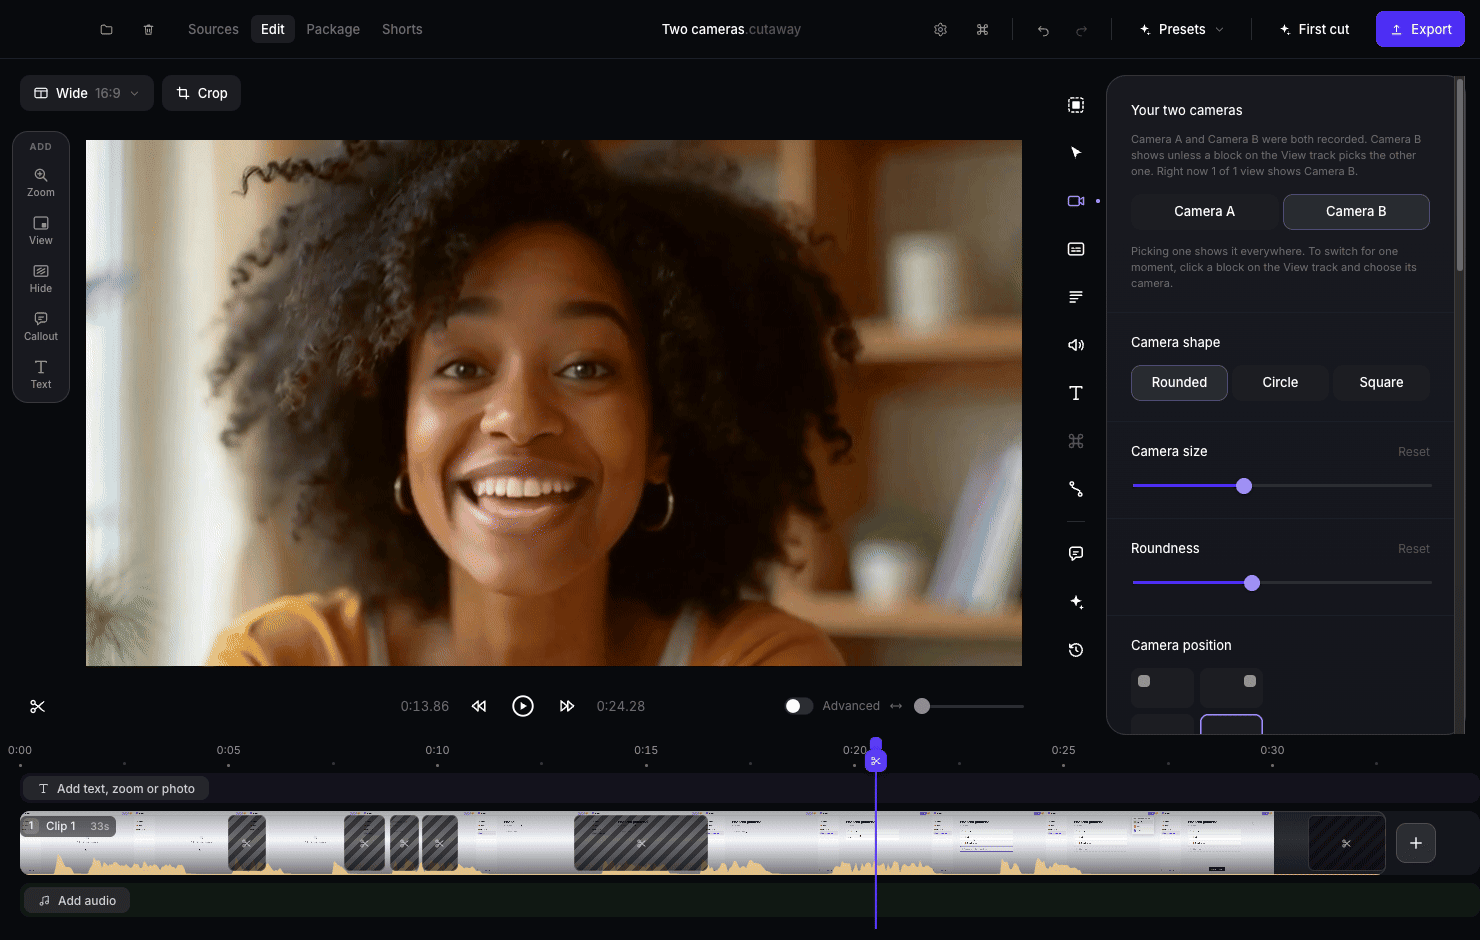 Sources Edit Package Shorts
Two cameras.cutaway
Presets First cut Export
Wide 16:9 Crop
ADD
Zoom
View
Hide
Callout
Text
Your two cameras
Camera A and Camera B were both recorded. Camera B
shows unless a block on the View track picks the other
one. Right now 1 of 1 view shows Camera B.
Camera A Camera B
Picking one shows it everywhere. To switch for one
moment, click a block on the View track and choose its
camera.
Camera shape
Rounded Circle Square
Camera size Reset
Roundness Reset
Camera position
0:13.86 0:24.28 Advanced
0:00 0:05 0:10 0:15 0:20 0:25 0:30
Add text, zoom or photo
1 Clip 1 33s
Add audio